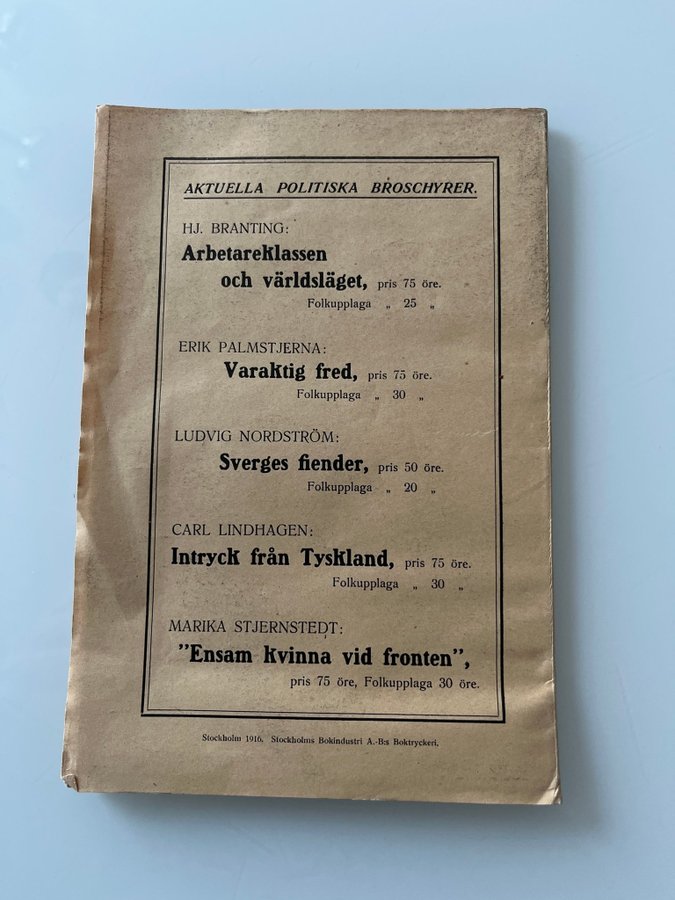 AKTUELLA POLITISKA BROSCHYRER.
HJ. BRANTING:
Arbetareklassen
och världsläget, pris 75 öre.
Folkupplaga „ 25 „
ERIK PALMSTJERNA:
Varaktig fred, pris 75 öre.
Folkupplaga „ 30 „
LUDVIG NORDSTRÖM:
Sverges fiender, pris 50 öre.
Folkupplaga „ 20 „
CARL LINDHAGEN:
Intryck från Tyskland, pris 75 öre.
Folkupplaga „ 30 „
MARIKA STJERNSTEDT:
"Ensam kvinna vid fronten",
pris 75 öre, Folkupplaga 30 öre.
Stockholm 1916. Stockholms Bokindustri A.-B:s Boktryckeri.